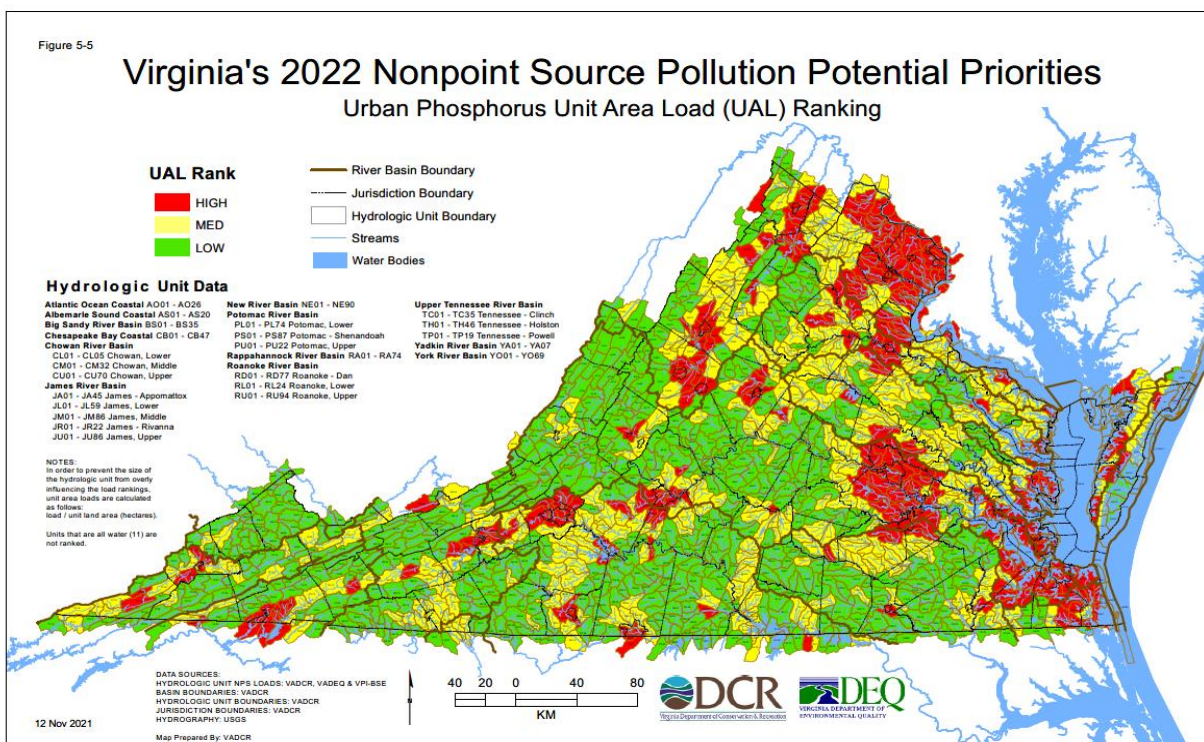 Figure 5-5
Virginia's 2022 Nonpoint Source Pollution Potential Priorities
Urban Phosphorus Unit Area Load (UAL) Ranking
UAL Rank
HIGH
MED
LOW
River Basin Boundary
Jurisdiction Boundary
Hydrologic Unit Boundary
Streams
Water Bodies
Hydrologic Unit Data
Atlantic Ocean Coastal AO01 - AO26
Albemarle Sound Coastal AS01 - AS20
Big Sandy River Basin BS01 - BS35
Chesapeake Bay Coastal CB01 - CB47
Chowan River Basin
CL01 - CL05 Chowan, Lower
CM01 - CM32 Chowan, Middle
CU01 - CU70 Chowan, Upper
James River Basin
JA01 - JA45 James - Appomattox
JL01 - JL59 James, Lower
JM01 - JM86 James, Middle
JR01 - JR22 James - Rivanna
JU01 - JU86 James, Upper
New River Basin NE01 - NE90
Potomac River Basin
PL01 - PL74 Potomac, Lower
PS01 - PS87 Potomac - Shenandoah
PU01 - PU22 Potomac, Upper
Rappahannock River Basin RA01 - RA74
Roanoke River Basin
RD01 - RD77 Roanoke - Dan
RL01 - RL24 Roanoke, Lower
RU01 - RU94 Roanoke, Upper
Upper Tennessee River Basin
TC01 - TC35 Tennessee - Clinch
TH01 - TH46 Tennessee - Holston
TP01 - TP19 Tennessee - Powell
Yadkin River Basin YA01 - YA07
York River Basin YO01 - YO69
NOTES:
In order to prevent the size of
the hydrologic unit from overly
influencing the load rankings,
unit area loads are calculated
as follows:
load / unit land area (hectares).
Units that are all water (11) are
not ranked.
DATA SOURCES:
HYDROLOGIC UNIT NPS LOADS: VADCR, VADEQ & VPI-BSE
BASIN BOUNDARIES: VADCR
HYDROLOGIC UNIT BOUNDARIES: VADCR
JURISDICTION BOUNDARIES: VADCR
HYDROGRAPHY: USGS
Map Prepared By: VADCR
12 Nov 2021
N
40 20 0 40 80
KM
DCR
Virginia Department of Conservation & Recreation
DEQ
VIRGINIA DEPARTMENT OF
ENVIRONMENTAL QUALITY